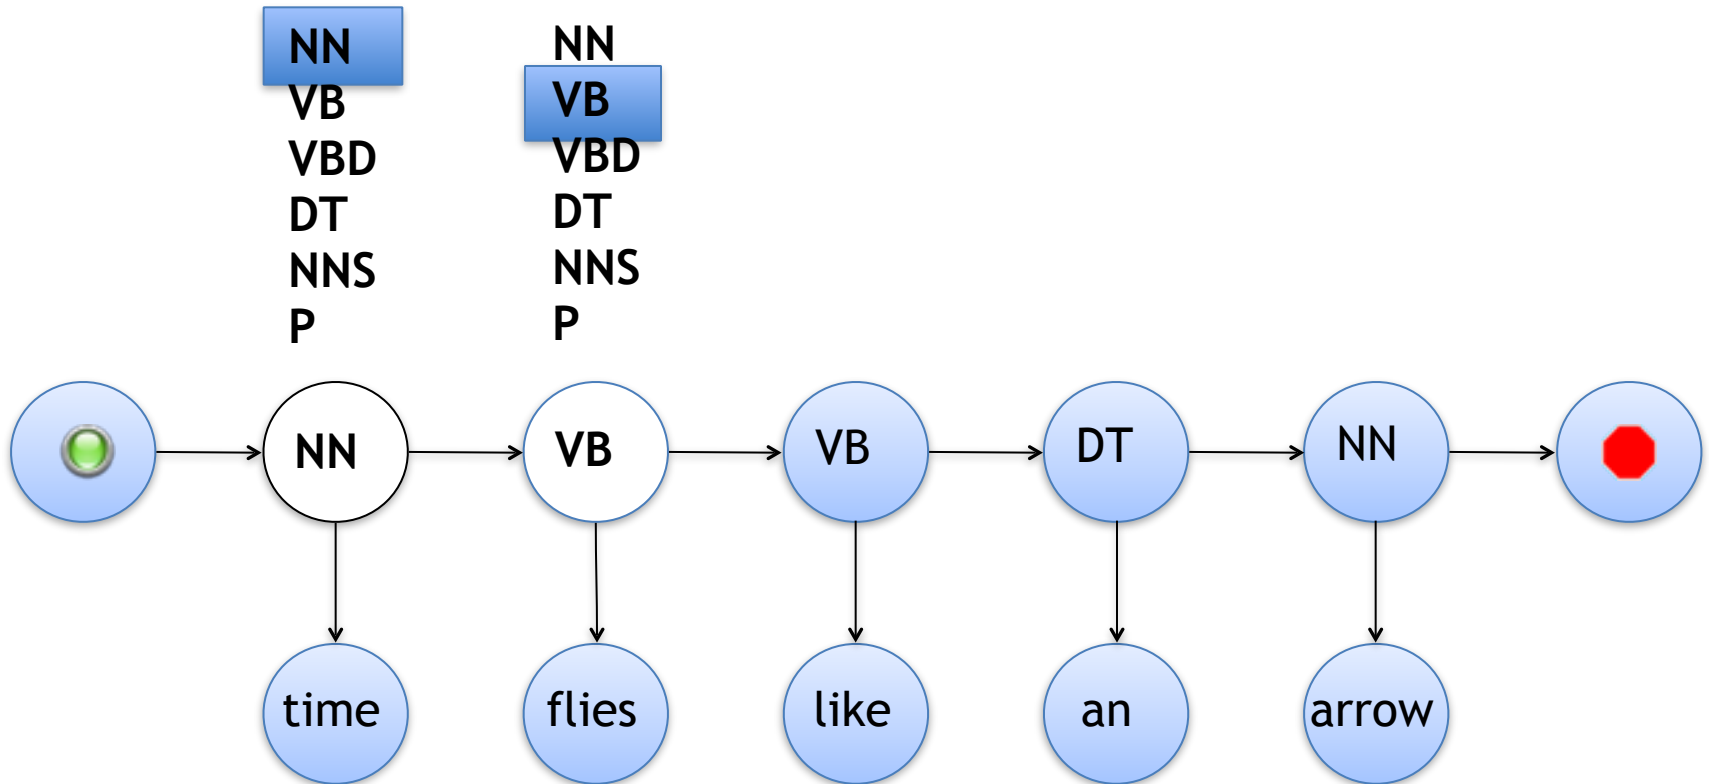 NN
VB
VBD
DT
NNS
P
NN
VB
VBD
DT
NNS
P
NN VB VB DT NN
time flies like an arrow